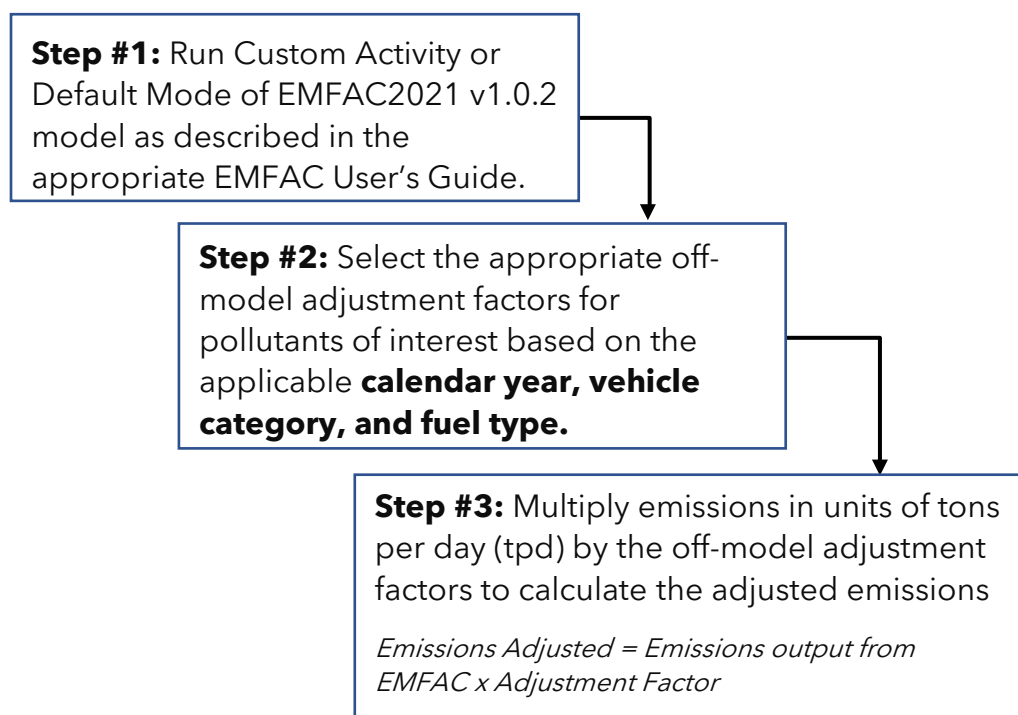 Step #1: Run Custom Activity or
Default Mode of EMFAC2021 v1.0.2
model as described in the
appropriate EMFAC User's Guide.
Step #2: Select the appropriate off-
model adjustment factors for
pollutants of interest based on the
applicable calendar year, vehicle
category, and fuel type.
Step #3: Multiply emissions in units of tons
per day (tpd) by the off-model adjustment
factors to calculate the adjusted emissions
Emissions Adjusted = Emissions output from
EMFAC x Adjustment Factor